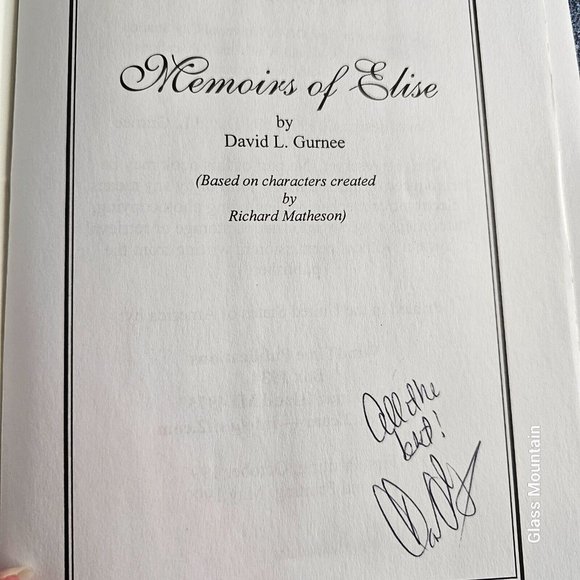 Memoirs of Elise
by
David L. Gurnee
(Based on characters created
by
Richard Matheson)
All the
best!
Glass Mountain